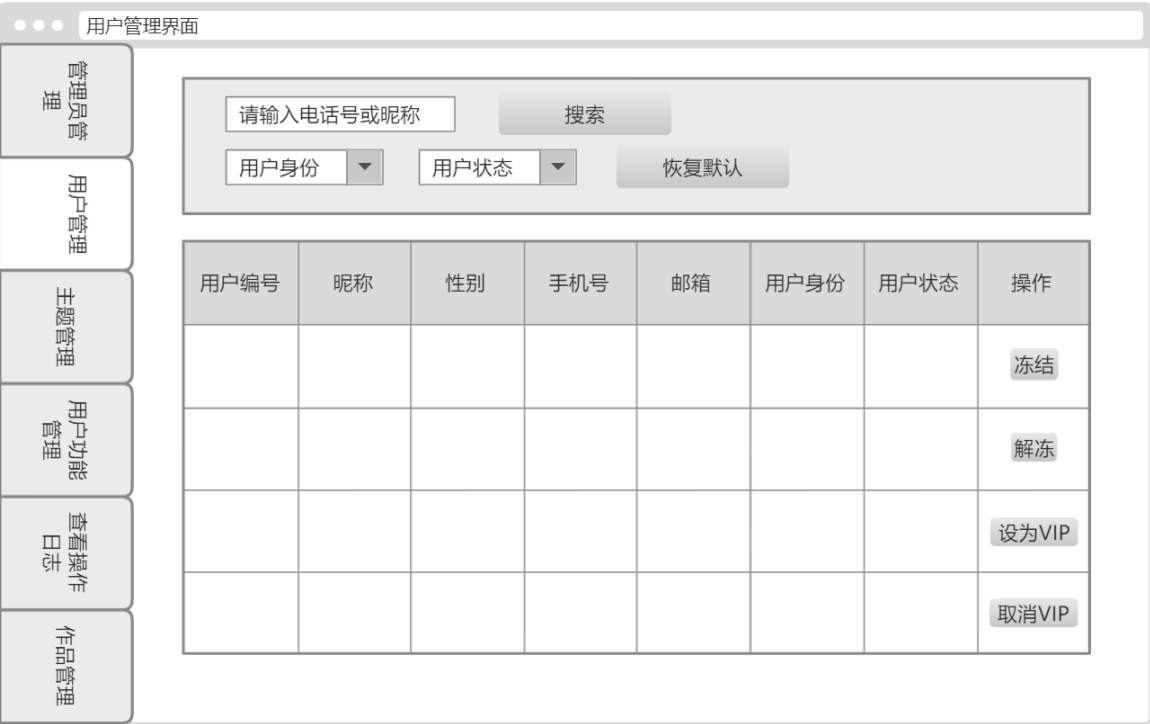 用户管理界面
管理员管
理
用户管理
主题管理
用户功能
管理
查看操作
日志
作品管理
请输入电话号或昵称
搜索
用户身份
用户状态
恢复默认
用户编号 昵称 性别 手机号 邮箱 用户身份 用户状态 操作
冻结
解冻
设为VIP
取消VIP